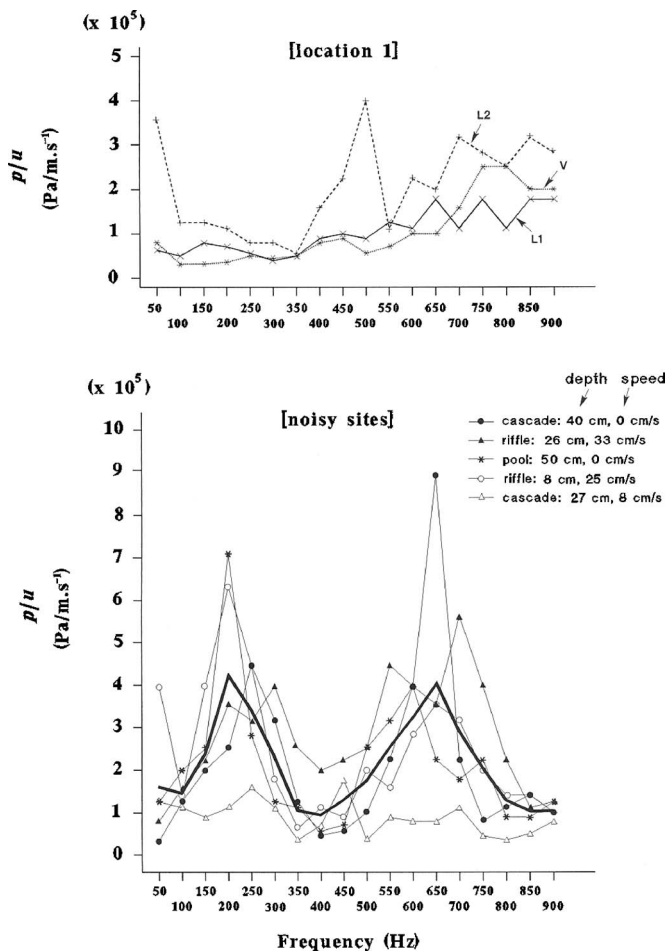 (x 10⁵)
[location 1]
5
4
3
2
1
0
p/u
(Pa/m.s⁻¹)
L2
V
L1
50 150 250 350 450 550 650 750 850
100 200 300 400 500 600 700 800 900
(x 10⁵)
depth speed
[noisy sites]
cascade: 40 cm, 0 cm/s
riffle: 26 cm, 33 cm/s
pool: 50 cm, 0 cm/s
riffle: 8 cm, 25 cm/s
cascade: 27 cm, 8 cm/s
10
9
8
7
6
5
4
3
2
1
0
p/u
(Pa/m.s⁻¹)
50 150 250 350 450 550 650 750 850
100 200 300 400 500 600 700 800 900
Frequency (Hz)